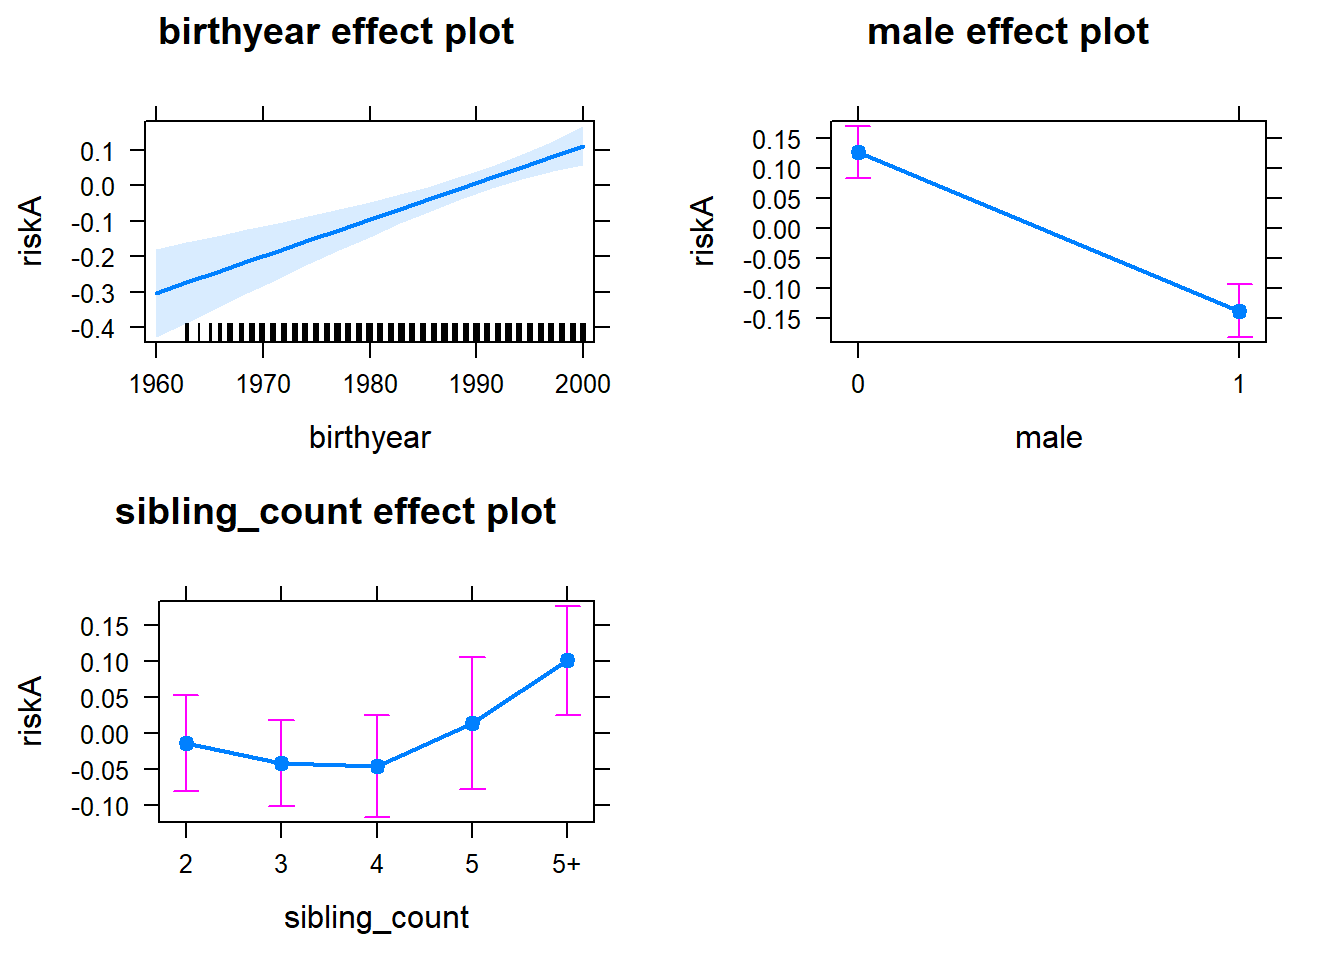 birthyear effect plot
riskA
0.1
0.0
-0.1
-0.2
-0.3
-0.4
1960 1970 1980 1990 2000
birthyear
male effect plot
riskA
0.15
0.10
0.05
0.00
-0.05
-0.10
-0.15
0 1
male
sibling_count effect plot
riskA
0.15
0.10
0.05
0.00
-0.05
-0.10
2 3 4 5 5+
sibling_count